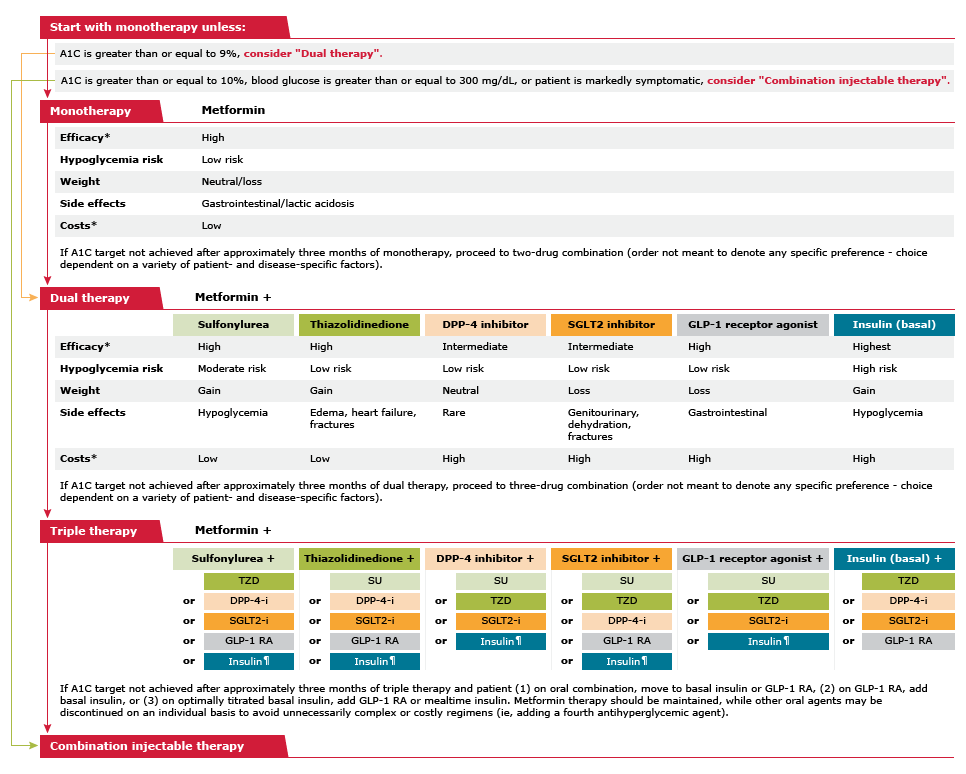 Start with monotherapy unless:
A1C is greater than or equal to 9%, consider "Dual therapy".
A1C is greater than or equal to 10%, blood glucose is greater than or equal to 300 mg/dL, or patient is markedly symptomatic, consider "Combination injectable therapy".
Monotherapy Metformin
Efficacy* High
Hypoglycemia risk Low risk
Weight Neutral/loss
Side effects Gastrointestinal/lactic acidosis
Costs* Low
If A1C target not achieved after approximately three months of monotherapy, proceed to two-drug combination (order not meant to denote any specific preference - choice
dependent on a variety of patient- and disease-specific factors).
Dual therapy Metformin +
Sulfonylurea Thiazolidinedione DPP-4 inhibitor SGLT2 inhibitor GLP-1 receptor agonist Insulin (basal)
Efficacy* High High Intermediate Intermediate High Highest
Hypoglycemia risk Moderate risk Low risk Low risk Low risk Low risk High risk
Weight Gain Gain Neutral Loss Loss Gain
Side effects Hypoglycemia Edema, heart failure, Rare Genitourinary, Gastrointestinal Hypoglycemia
fractures dehydration,
fractures
Costs* Low Low High High High High
If A1C target not achieved after approximately three months of dual therapy, proceed to three-drug combination (order not meant to denote any specific preference - choice
dependent on a variety of patient- and disease-specific factors).
Triple therapy Metformin +
Sulfonylurea + Thiazolidinedione + DPP-4 inhibitor + SGLT2 inhibitor + GLP-1 receptor agonist + Insulin (basal) +
TZD SU SU SU SU TZD
or DPP-4-i or DPP-4-i or TZD or TZD or TZD or DPP-4-i
or SGLT2-i or SGLT2-i or SGLT2-i or DPP-4-i or SGLT2-i or SGLT2-i
or GLP-1 RA or GLP-1 RA or Insulin¶ or GLP-1 RA or Insulin¶ or GLP-1 RA
or Insulin¶ or Insulin¶ or Insulin¶
If A1C target not achieved after approximately three months of triple therapy and patient (1) on oral combination, move to basal insulin or GLP-1 RA, (2) on GLP-1 RA, add
basal insulin, or (3) on optimally titrated basal insulin, add GLP-1 RA or mealtime insulin. Metformin therapy should be maintained, while other oral agents may be
discontinued on an individual basis to avoid unnecessarily complex or costly regimens (ie, adding a fourth antihyperglycemic agent).
Combination injectable therapy